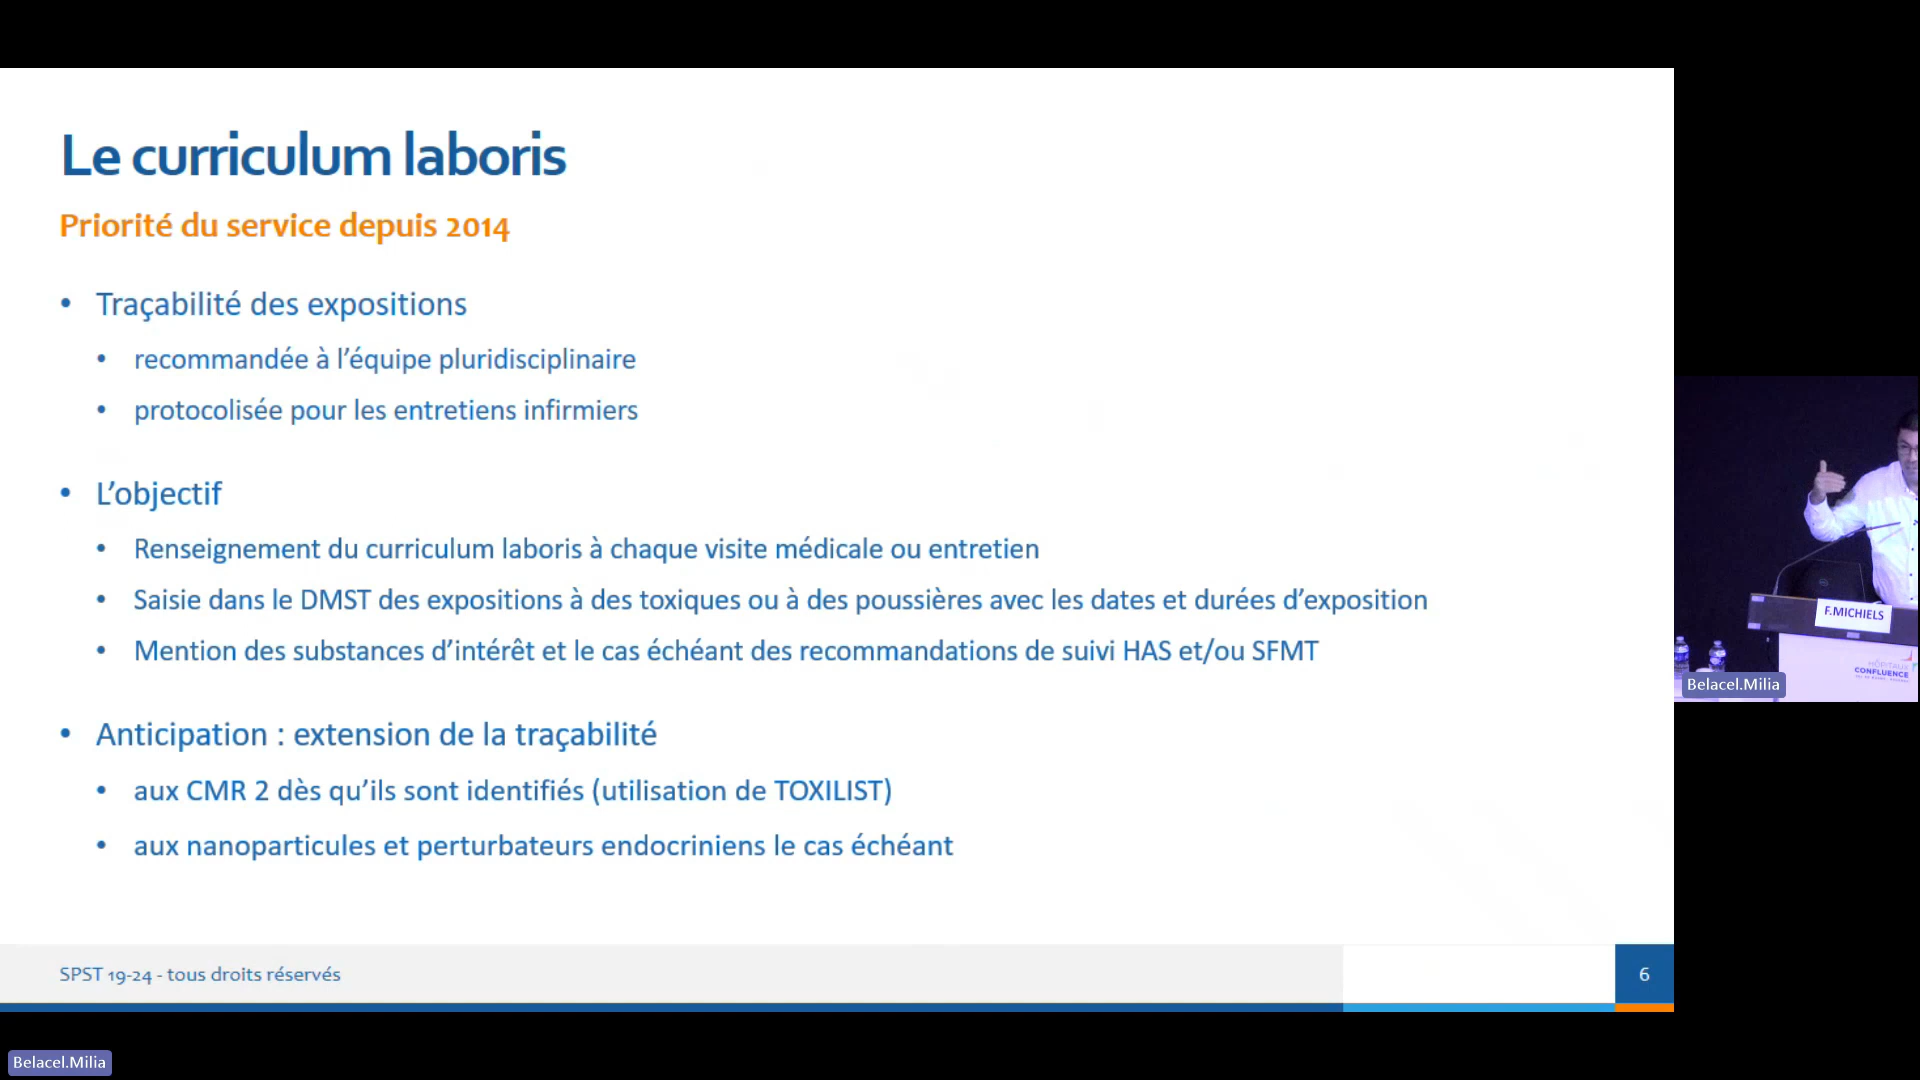 Le curriculum laboris
Priorité du service depuis 2014
• Traçabilité des expositions
• recommandée à l'équipe pluridisciplinaire
• protocolisée pour les entretiens infirmiers
• L'objectif
• Renseignement du curriculum laboris à chaque visite médicale ou entretien
• Saisie dans le DMST des expositions à des toxiques ou à des poussières avec les dates et durées d'exposition
• Mention des substances d'intérêt et le cas échéant des recommandations de suivi HAS et/ou SFMT
• Anticipation : extension de la traçabilité
• aux CMR 2 dès qu'ils sont identifiés (utilisation de TOXILIST)
• aux nanoparticules et perturbateurs endocriniens le cas échéant
SPST 19-24 - tous droits réservés
6
F.MICHIELS
HÔPITAUX
CONFLUENCE
Belacel.Milia
Belacel.Milia